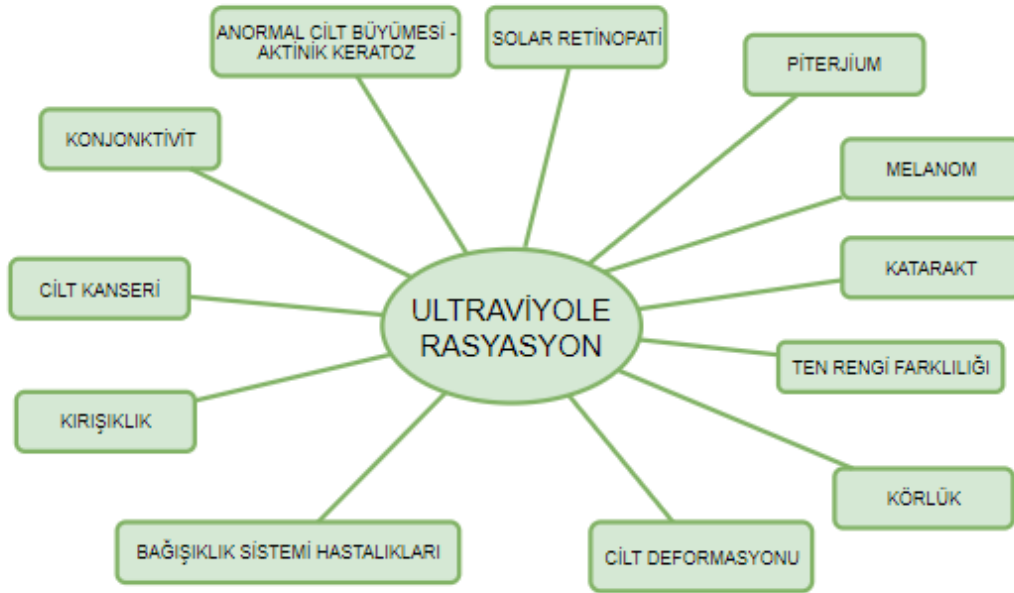 ANORMAL CİLT BÜYÜMESİ -
AKTİNİK KERATOZ
SOLAR RETİNOPATİ
PİTERJİUM
KONJONKTİVİT
MELANOM
CİLT KANSERİ
KATARAKT
ULTRAVİYOLE
RASYASYON
TEN RENGİ FARKLILIĞI
KIRIŞIKLIK
KÖRLÜK
BAĞIŞIKLIK SİSTEMİ HASTALIKLARI
CİLT DEFORMASYONU